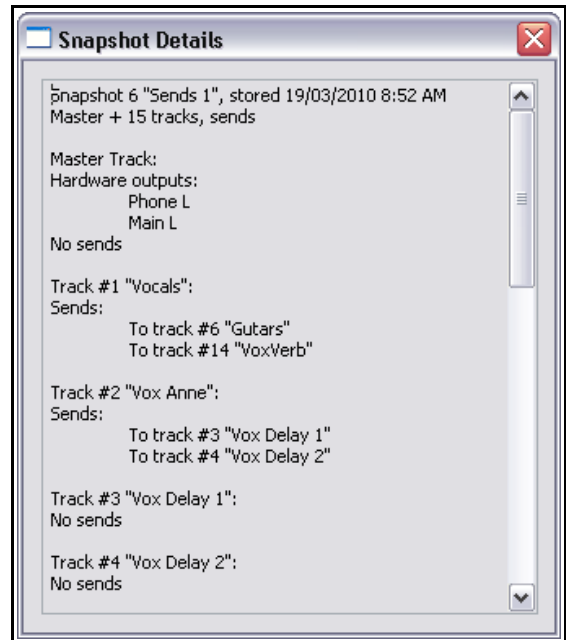 Snapshot Details
Snapshot 6 "Sends 1", stored 19/03/2010 8:52 AM
Master + 15 tracks, sends
Master Track:
Hardware outputs:
Phone L
Main L
No sends
Track #1 "Vocals":
Sends:
To track #6 "Gutars"
To track #14 "VoxVerb"
Track #2 "Vox Anne":
Sends:
To track #3 "Vox Delay 1"
To track #4 "Vox Delay 2"
Track #3 "Vox Delay 1":
No sends
Track #4 "Vox Delay 2":
No sends